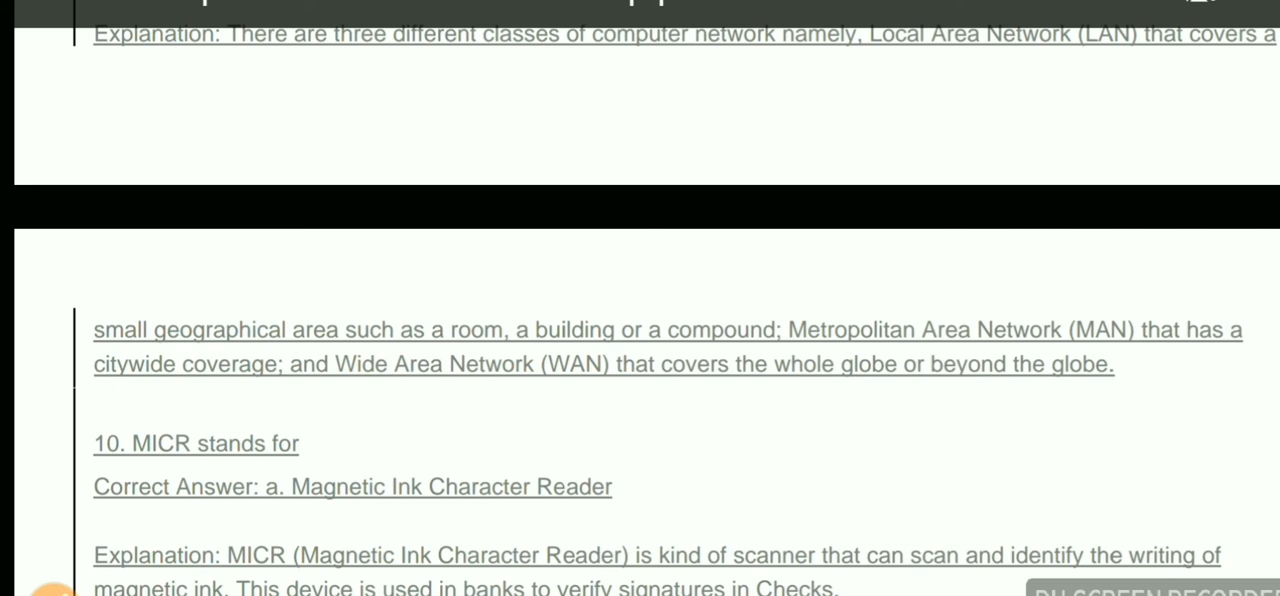 Explanation: There are three different classes of computer network namely, Local Area Network (LAN) that covers a
small geographical area such as a room, a building or a compound; Metropolitan Area Network (MAN) that has a
citywide coverage; and Wide Area Network (WAN) that covers the whole globe or beyond the globe.
10. MICR stands for
Correct Answer: a. Magnetic Ink Character Reader
Explanation: MICR (Magnetic Ink Character Reader) is kind of scanner that can scan and identify the writing of
magnetic ink. This device is used in banks to verify signatures in Checks.
DU SCREEN RECORDER